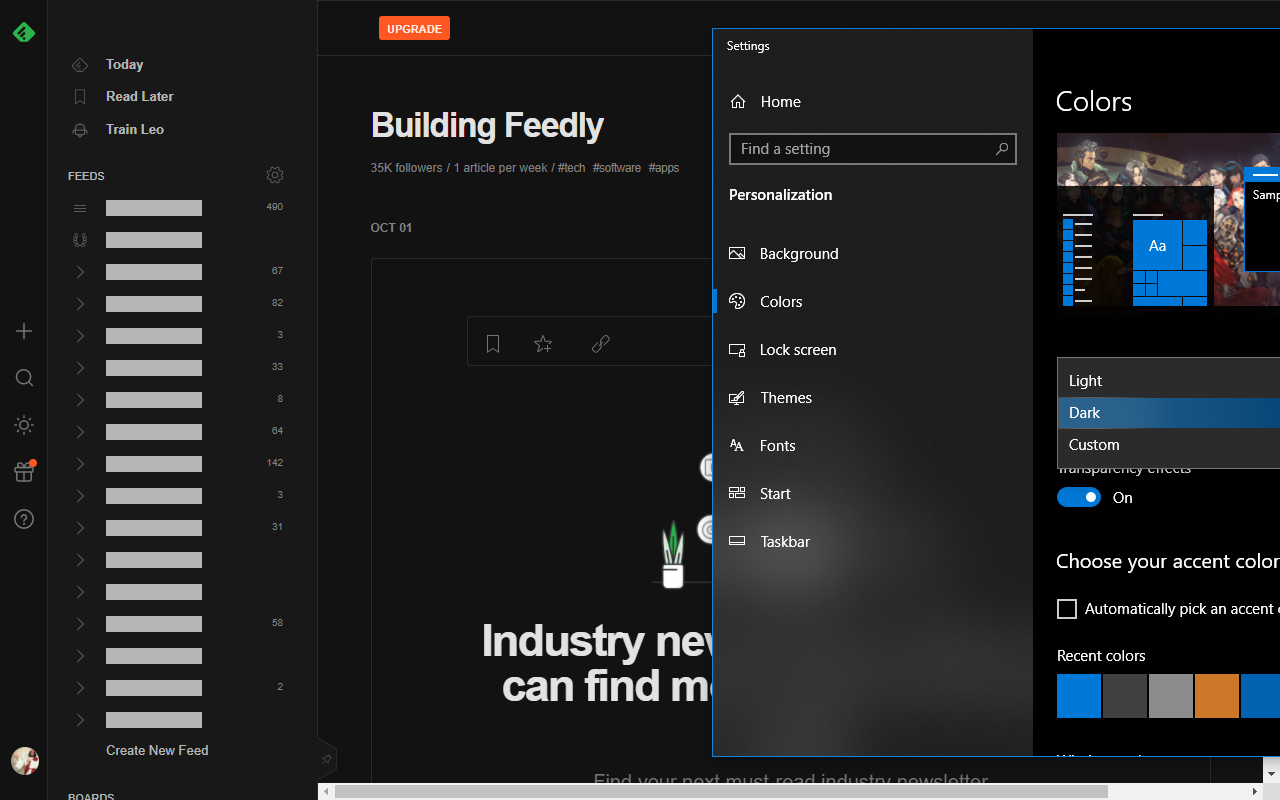 Today
Read Later
Train Leo
FEEDS
490
67
82
3
33
8
64
142
3
31
58
2
Create New Feed
BOARDS
UPGRADE
Building Feedly
35K followers / 1 article per week / #tech #software #apps
OCT 01
Industry new
can find mo
Find your next must-read industry newsletter
Settings
Home
Find a setting
Personalization
Background
Colors
Lock screen
Themes
Fonts
Start
Taskbar
Colors
Aa
Samp
Light
Dark
Custom
Transparency effects
On
Choose your accent color
Automatically pick an accent
Recent colors